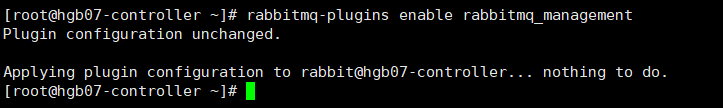 [root@hgb07-controller ~]# rabbitmq-plugins enable rabbitmq_management
Plugin configuration unchanged.
Applying plugin configuration to rabbit@hgb07-controller... nothing to do.
[root@hgb07-controller ~]#